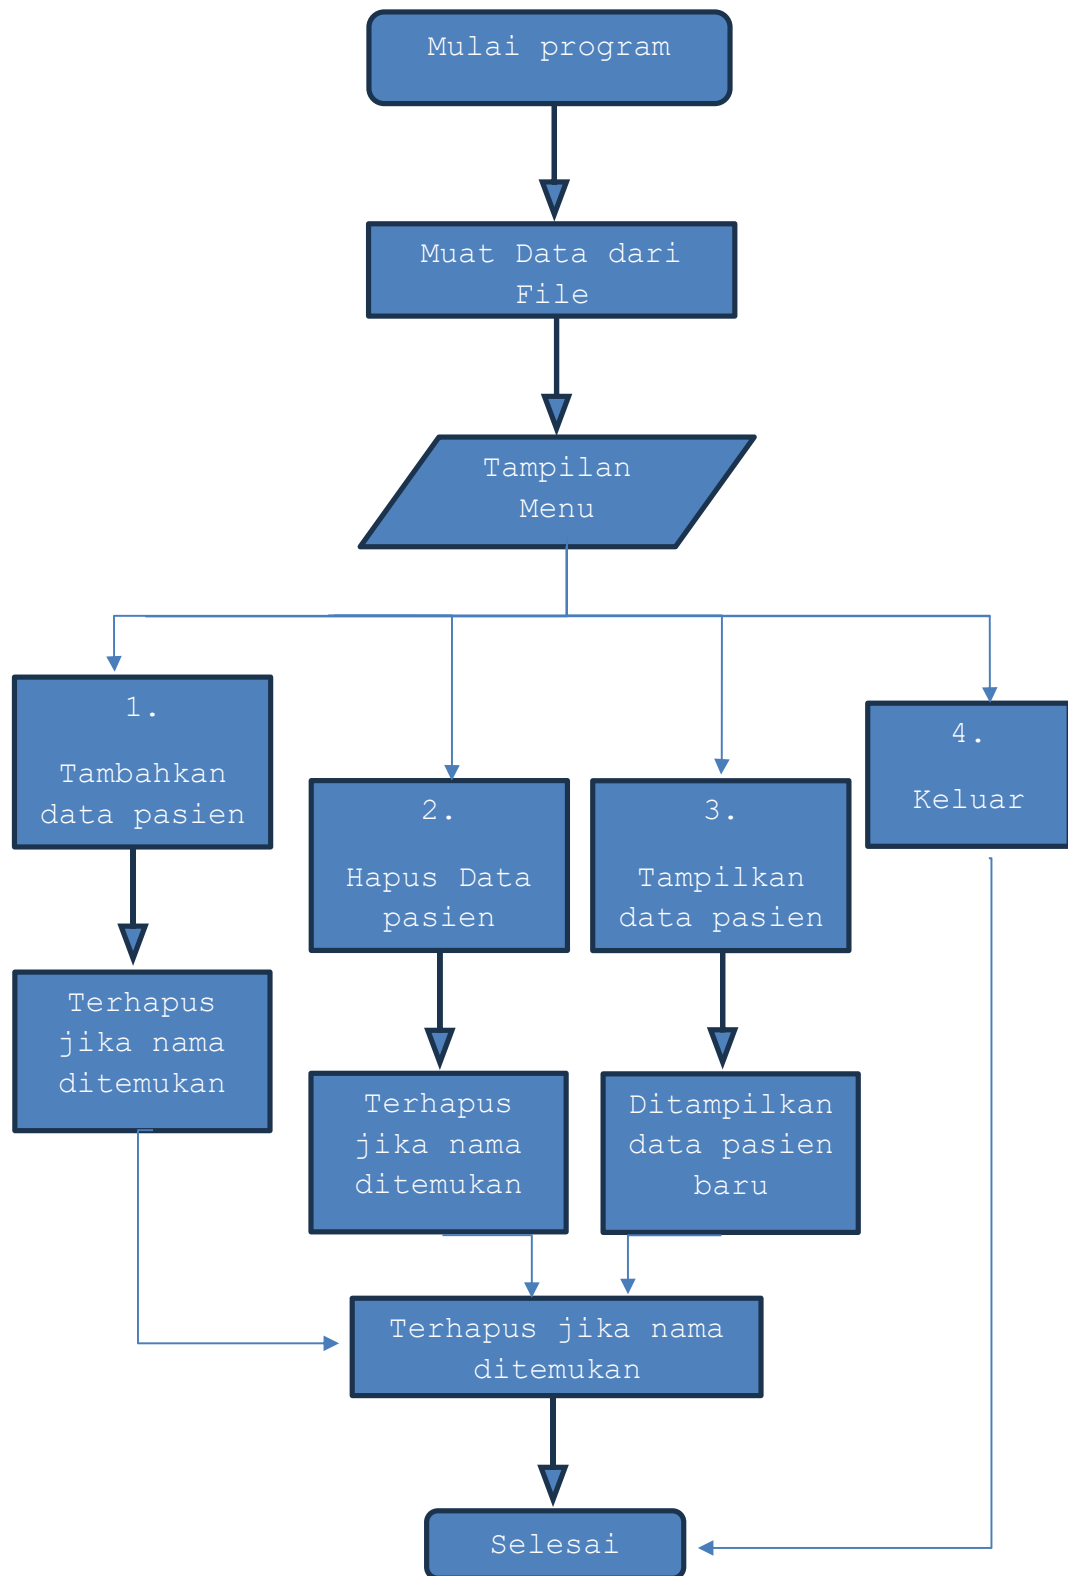 Mulai program
Muat Data dari
File
Tampilan
Menu
1.
Tambahkan
data pasien
2.
Hapus Data
pasien
3.
Tampilkan
data pasien
4.
Keluar
Terhapus
jika nama
ditemukan
Terhapus
jika nama
ditemukan
Ditampilkan
data pasien
baru
Terhapus jika nama
ditemukan
Selesai